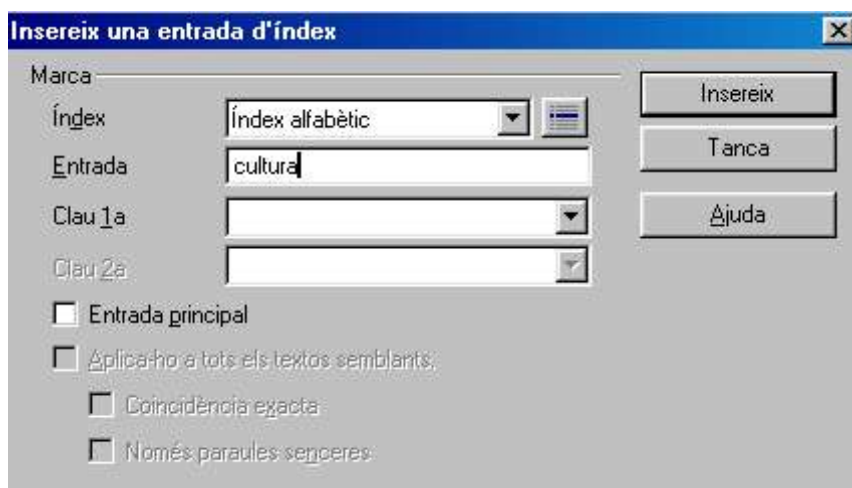 Insereix una entrada d'índex
Marca
Índex
Índex alfabètic
Entrada
cultura
Clau 1a
Clau 2a
Entrada principal
Aplica-ho a tots els textos semblants.
Coincidència exacta
Només paraules senceres
Insereix
Tanca
Ajuda